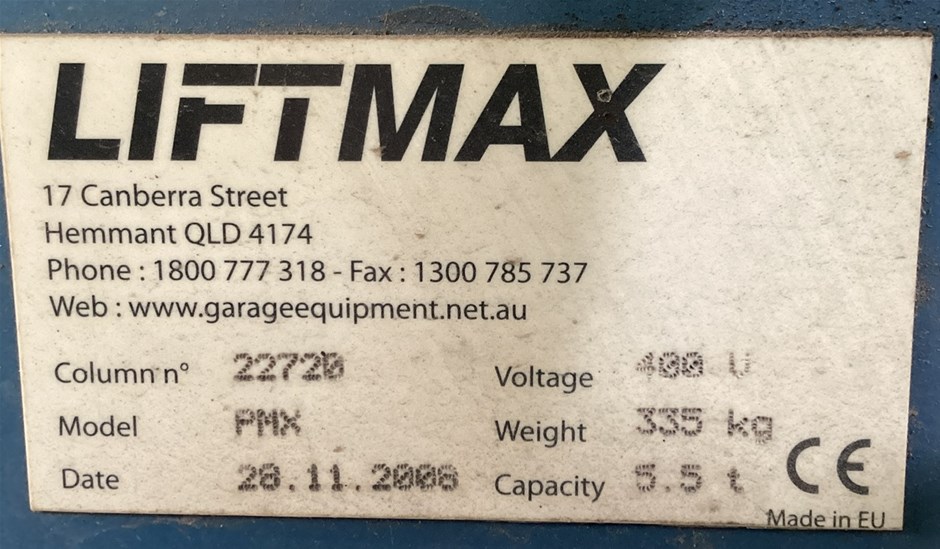 LIFTMAX
17 Canberra Street
Hemmant QLD 4174
Phone : 1800 777 318 - Fax : 1300 785 737
Web : www.garageequipment.net.au
Column n° 22720 Voltage 400 V
Model PMX Weight 335 kg
Date 28.11.2008 Capacity 5.5 t
CE
Made in EU